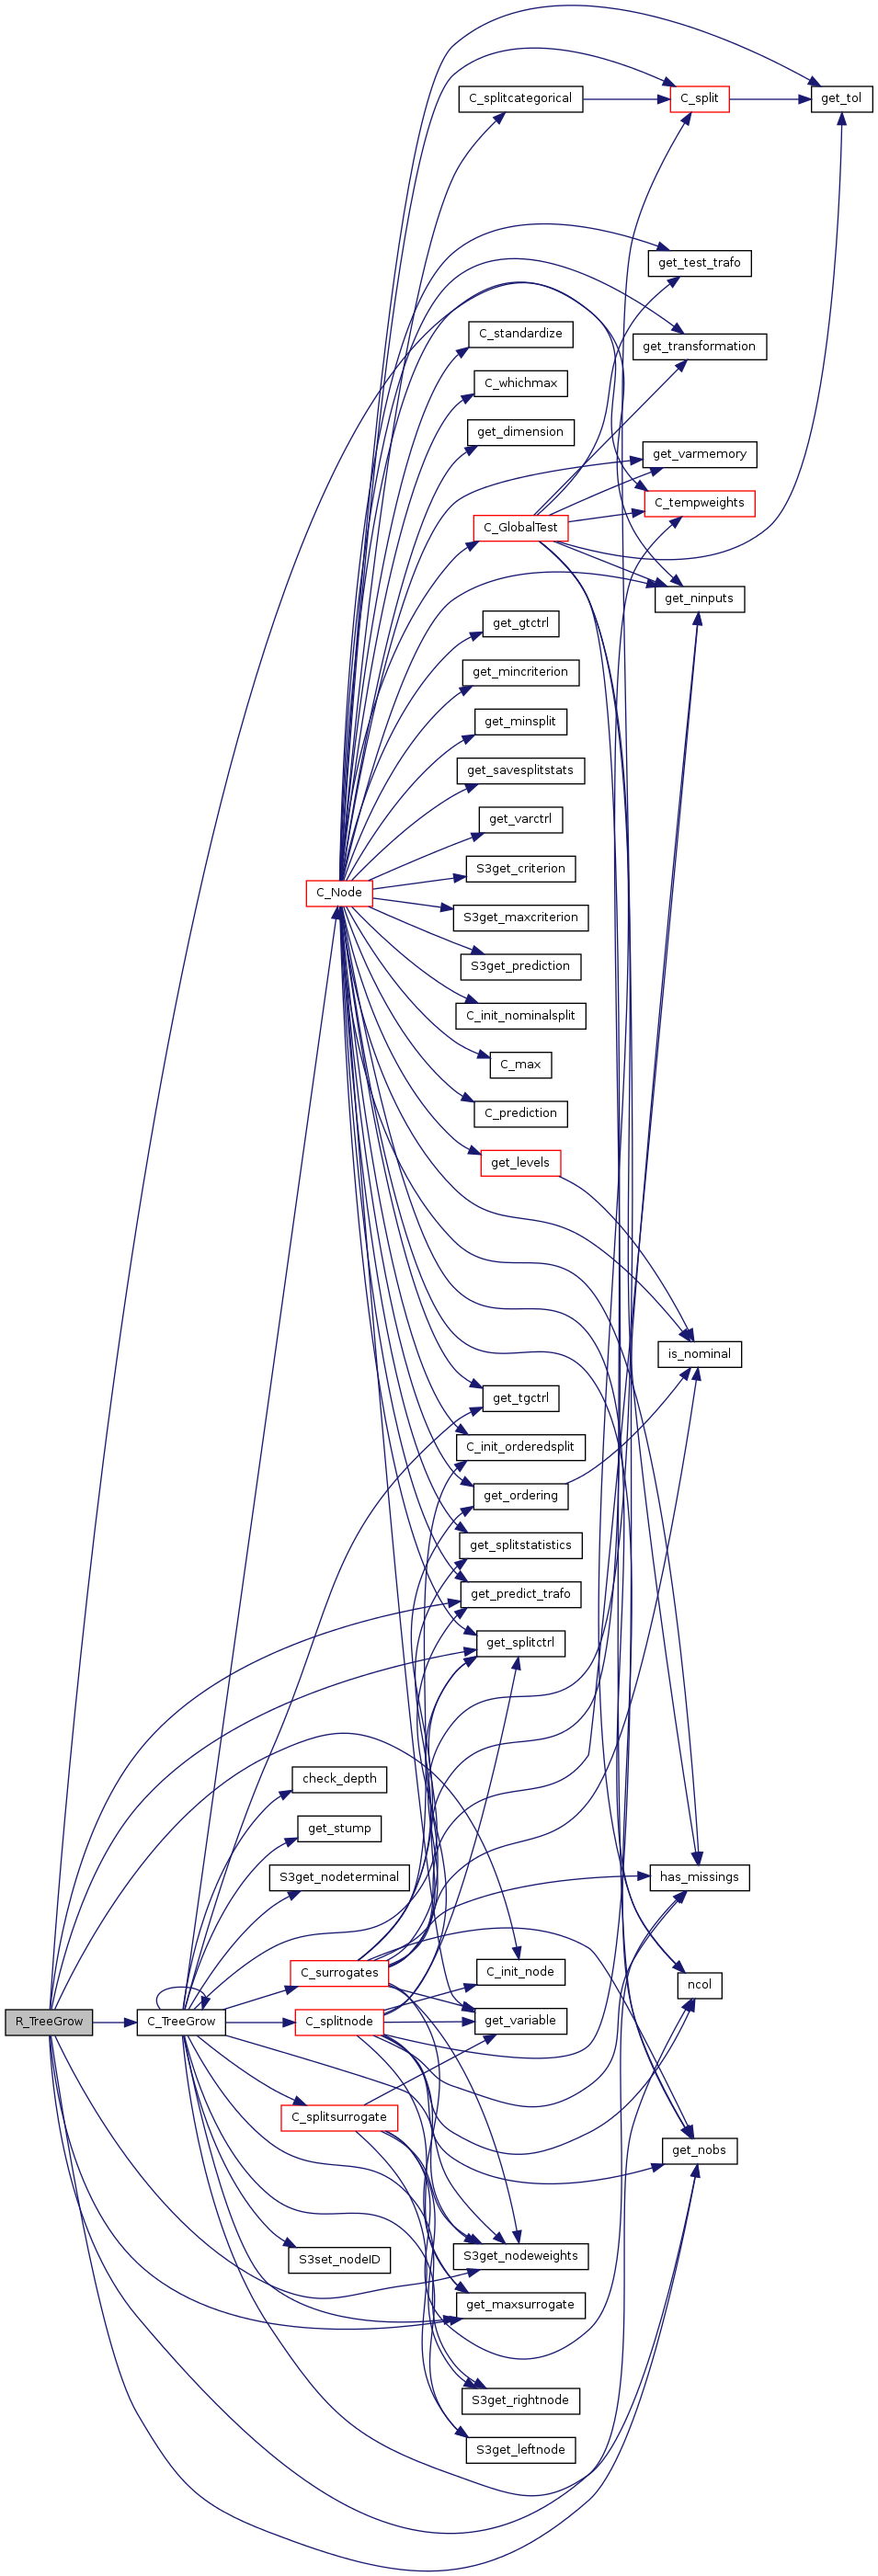 C_splitcategorical
C_split
get_tol
get_test_trafo
C_standardize
get_transformation
C_whichmax
get_dimension
get_varmemory
C_tempweights
C_GlobalTest
get_ninputs
get_gtctrl
get_mincriterion
get_minsplit
get_savesplitstats
get_varctrl
S3get_criterion
C_Node
S3get_maxcriterion
S3get_prediction
C_init_nominalsplit
C_max
C_prediction
get_levels
is_nominal
get_tgctrl
C_init_orderedsplit
get_ordering
get_splitstatistics
get_predict_trafo
get_splitctrl
check_depth
get_stump
S3get_nodeterminal
has_missings
C_surrogates
C_init_node
ncol
R_TreeGrow
C_TreeGrow
C_splitnode
get_variable
C_splitsurrogate
get_nobs
S3set_nodeID
S3get_nodeweights
get_maxsurrogate
S3get_rightnode
S3get_leftnode